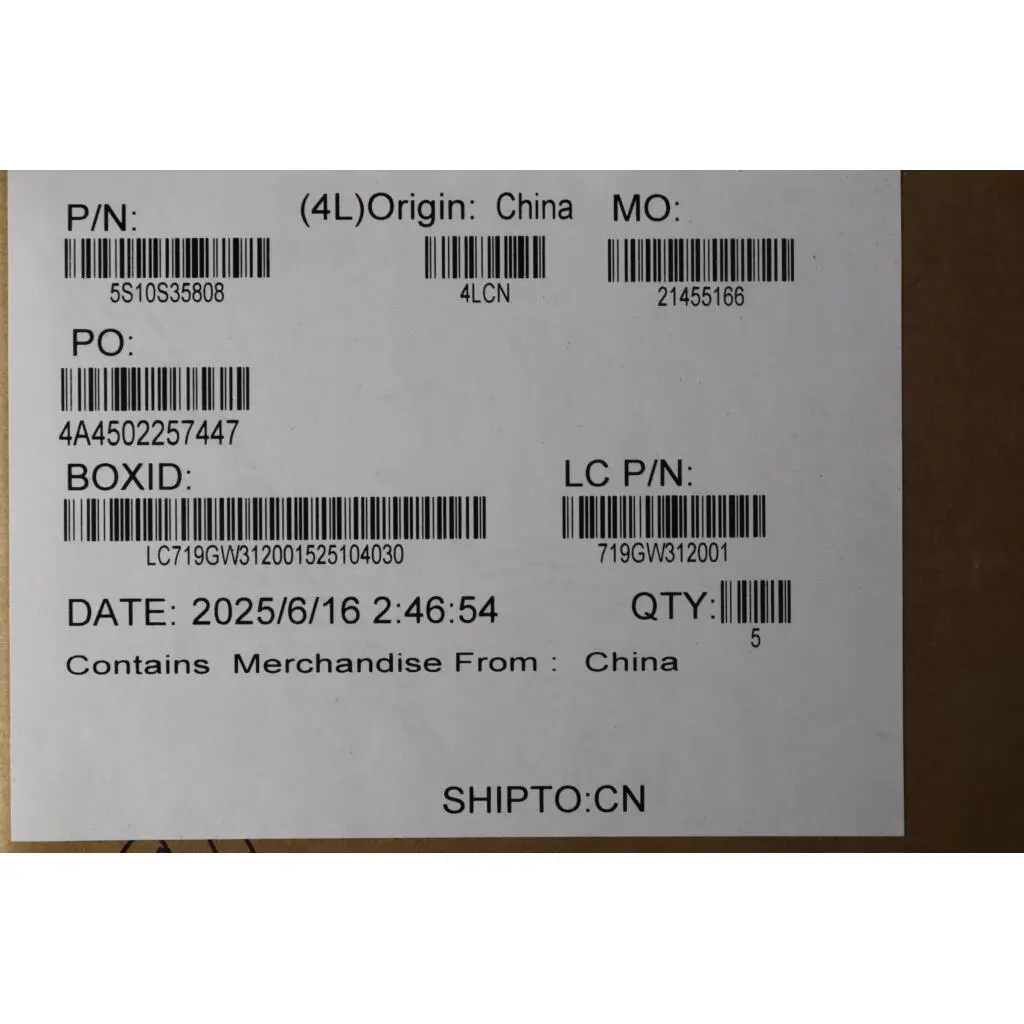 P/N: (4L)Origin: China MO:
5S10S35808 4LCN 21455166
PO:
4A4502257447
BOXID: LC P/N:
LC719GW312001525104030 719GW312001
DATE: 2025/6/16 2:46:54 QTY:
5
Contains Merchandise From : China
SHIPTO:CN